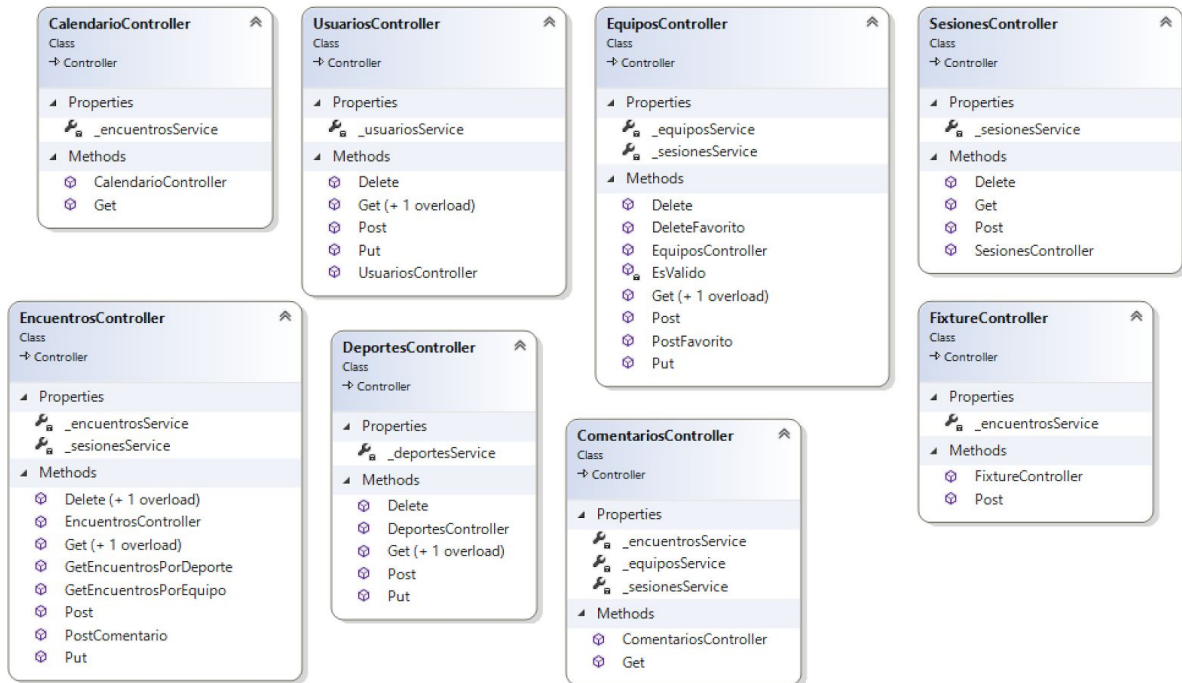 CalendarioController
Class
Controller
Properties
_encuentrosService
Methods
CalendarioController
Get
UsuariosController
Class
Controller
Properties
_usuariosService
Methods
Delete
Get (+ 1 overload)
Post
Put
UsuariosController
EquiposController
Class
Controller
Properties
_equiposService
_sesionesService
Methods
Delete
DeleteFavorito
EquiposController
EsValido
Get (+ 1 overload)
Post
PostFavorito
Put
SesionesController
Class
Controller
Properties
_sesionesService
Methods
Delete
Get
Post
SesionesController
EncuentrosController
Class
Controller
Properties
_encuentrosService
_sesionesService
Methods
Delete (+ 1 overload)
EncuentrosController
Get (+ 1 overload)
GetEncuentrosPorDeporte
GetEncuentrosPorEquipo
Post
PostComentario
Put
DeportesController
Class
Controller
Properties
_deportesService
Methods
Delete
DeportesController
Get (+ 1 overload)
Post
Put
ComentariosController
Class
Controller
Properties
_encuentrosService
_equiposService
_sesionesService
Methods
ComentariosController
Get
FixtureController
Class
Controller
Properties
_encuentrosService
Methods
FixtureController
Post